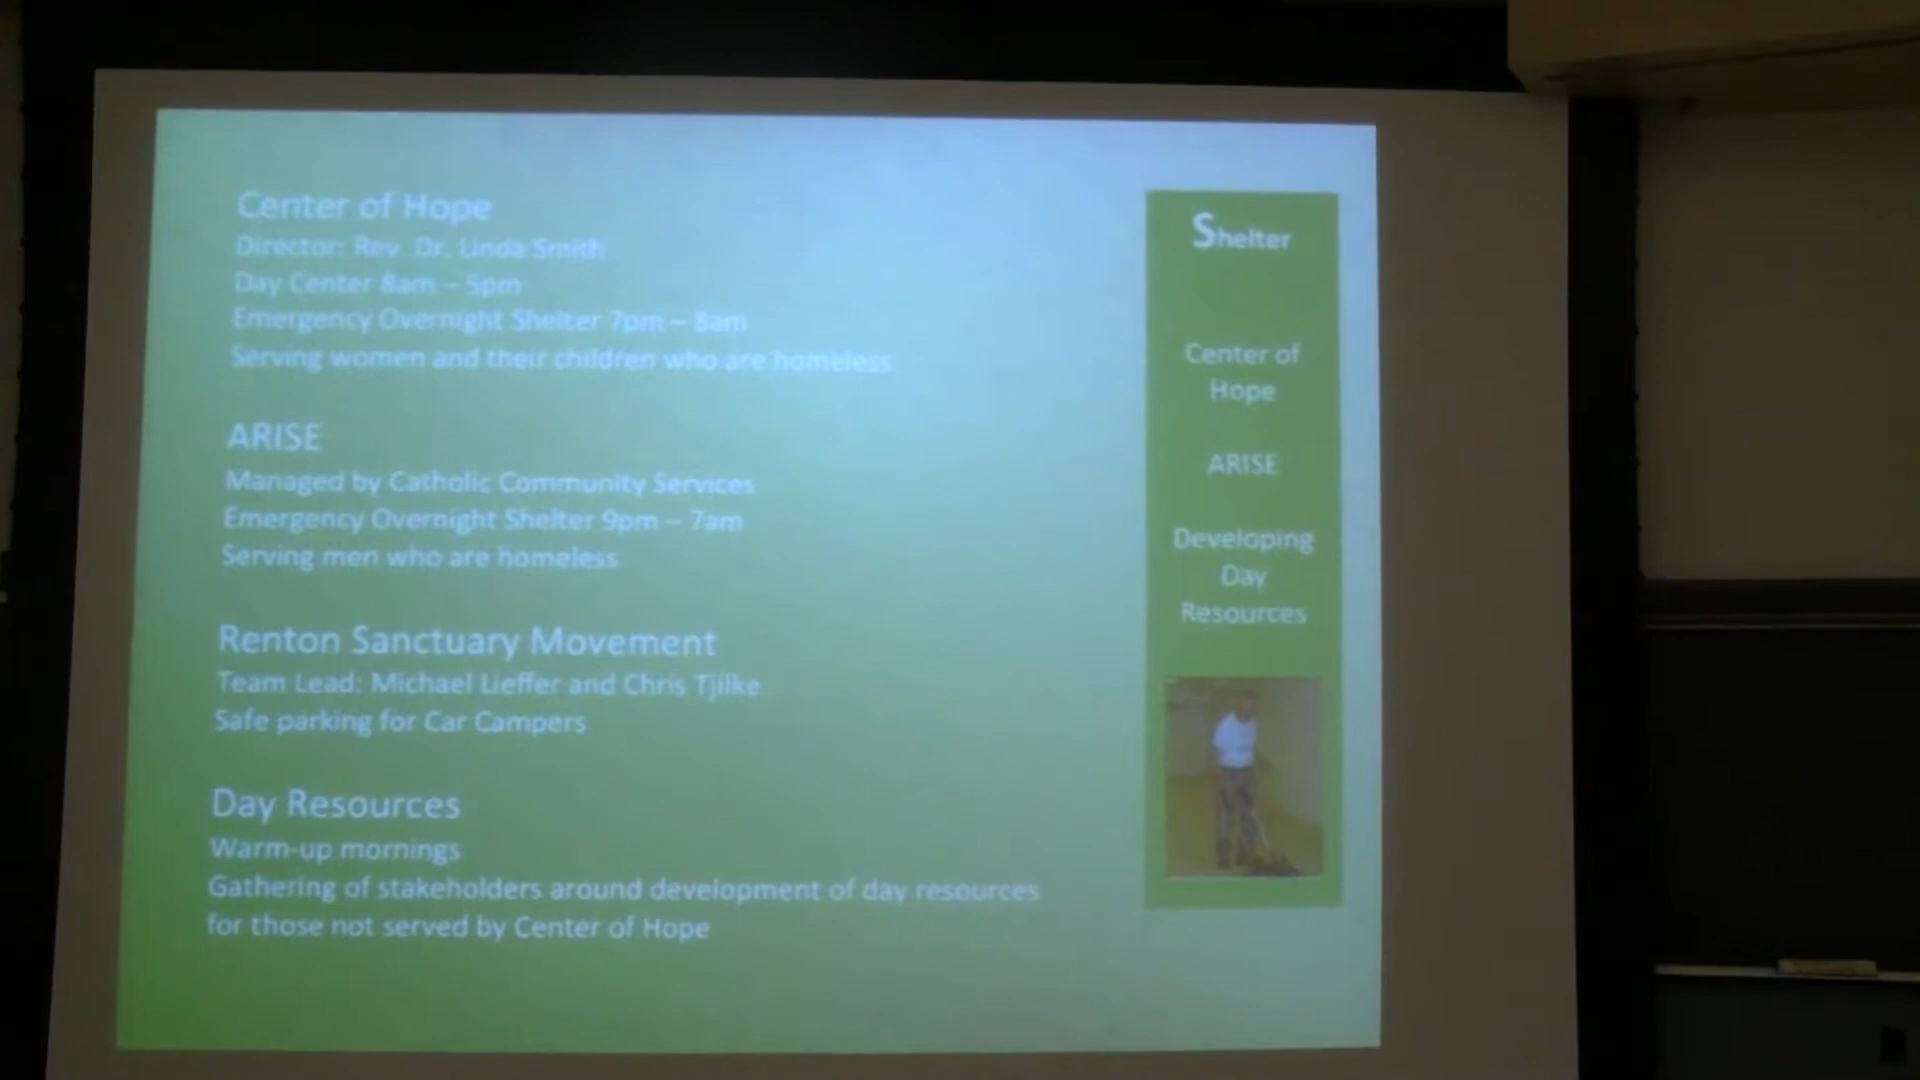 Center of Hope
Director: Rev. Dr. Linda Smith
Day Center 8am – 5pm
Emergency Overnight Shelter 7pm – 8am
Serving women and their children who are homeless
ARISE
Managed by Catholic Community Services
Emergency Overnight Shelter 9pm – 7am
Serving men who are homeless
Renton Sanctuary Movement
Team Lead: Michael Lieffer and Chris Tjilke
Safe parking for Car Campers
Day Resources
Warm-up mornings
Gathering of stakeholders around development of day resources
for those not served by Center of Hope
Shelter
Center of
Hope
ARISE
Developing
Day
Resources